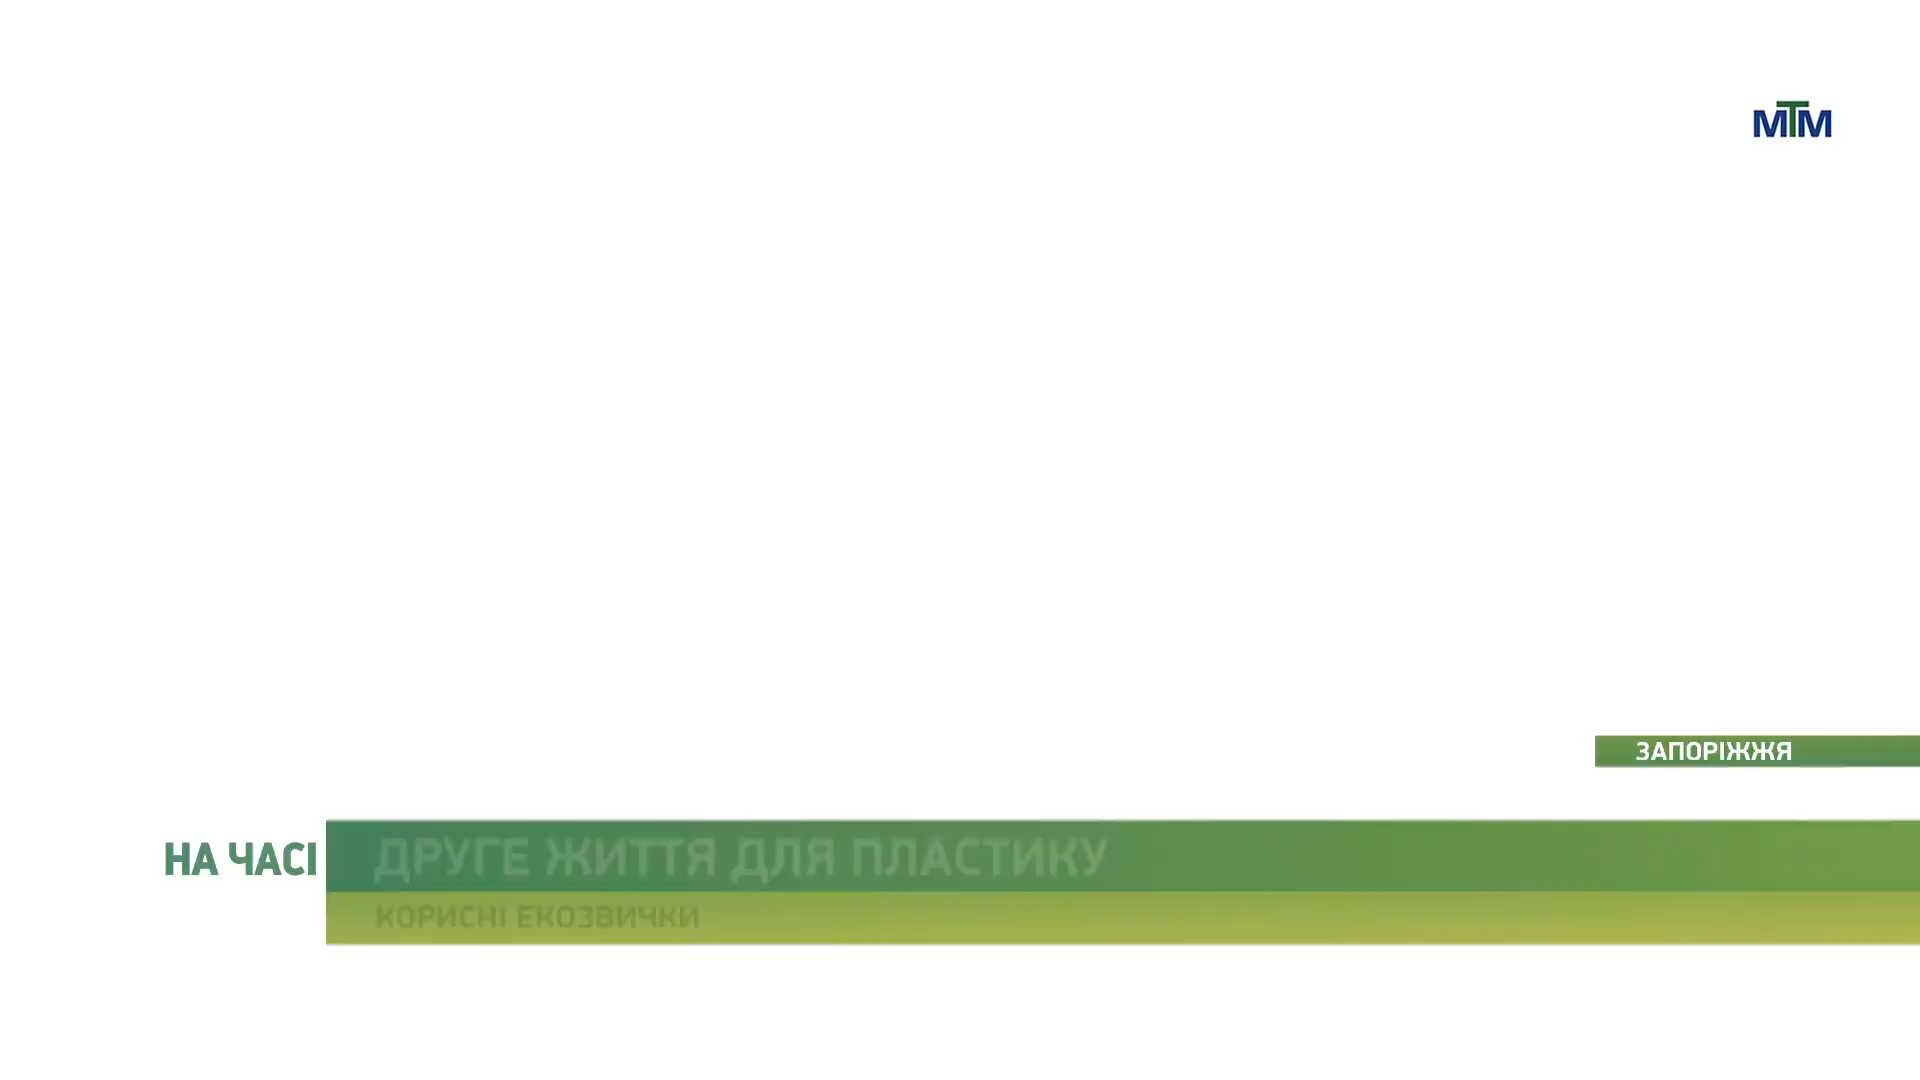 МТМ
ЗАПОРІЖЖЯ
НА ЧАСІ
ДРУГЕ ЖИТТЯ ДЛЯ ПЛАСТИКУ
КОРИСНІ ЕКОЗВИЧКИ